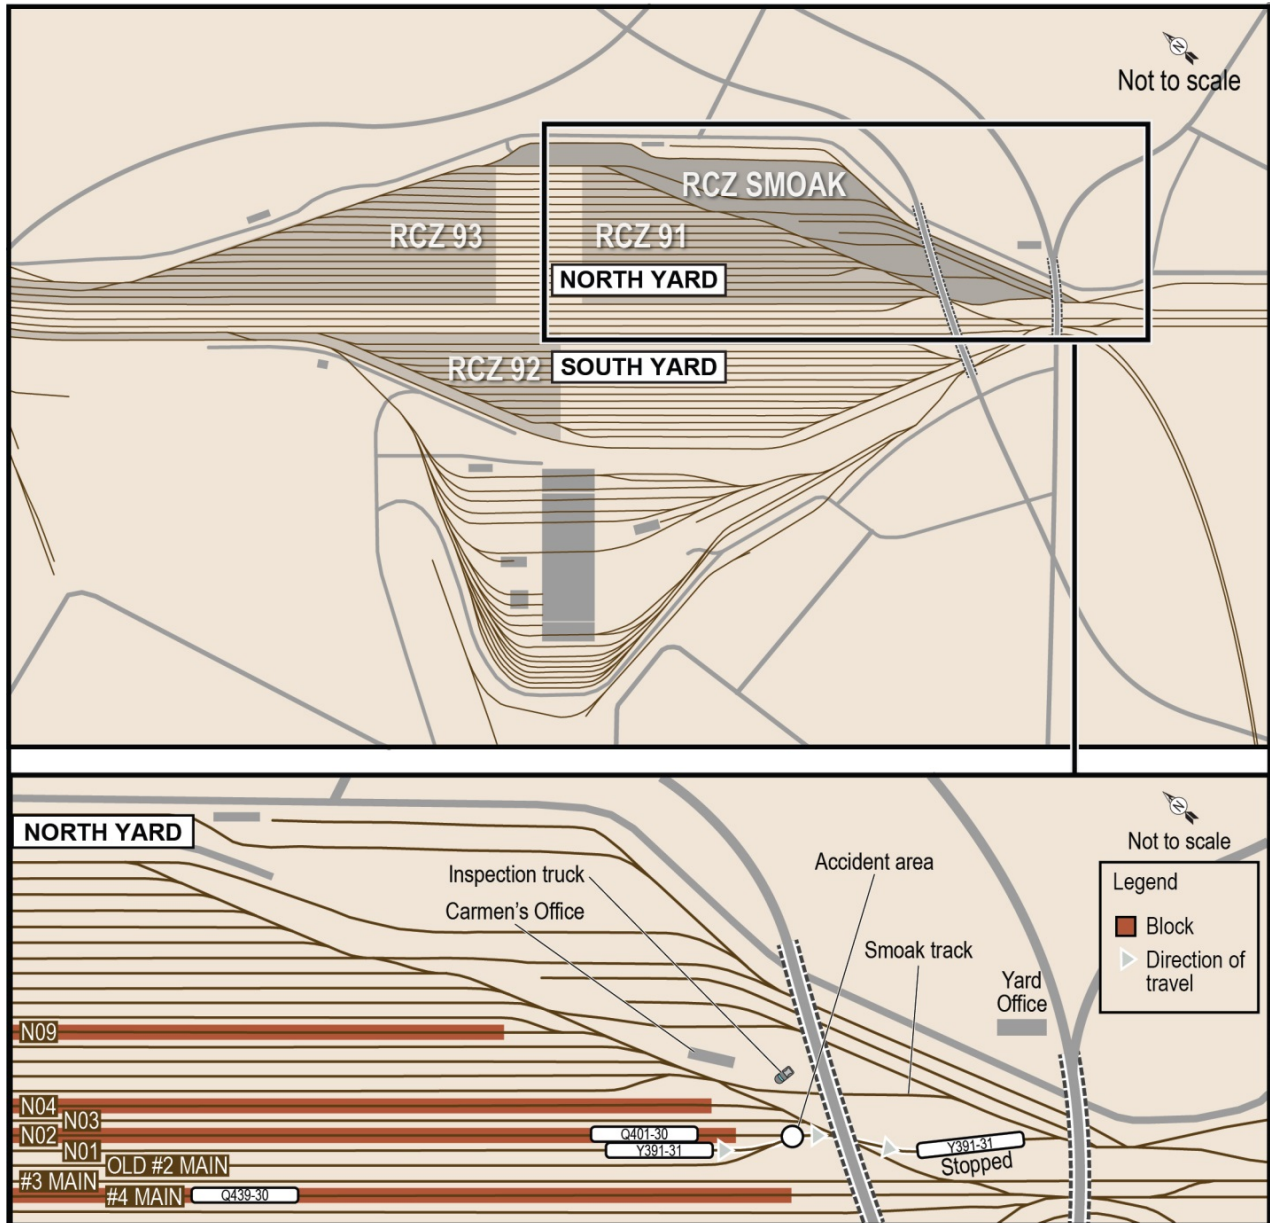 N
Not to scale
RCZ SMOAK
RCZ 93
RCZ 91
NORTH YARD
RCZ 92
SOUTH YARD
N
Not to scale
NORTH YARD
Accident area
Inspection truck
Carmen's Office
Smoak track
Yard
Office
Legend
Block
Direction of
travel
N09
N04
N03
N02
Q401-30
N01
Y391-31
Y391-31
Stopped
OLD #2 MAIN
#3 MAIN
#4 MAIN
Q439-30